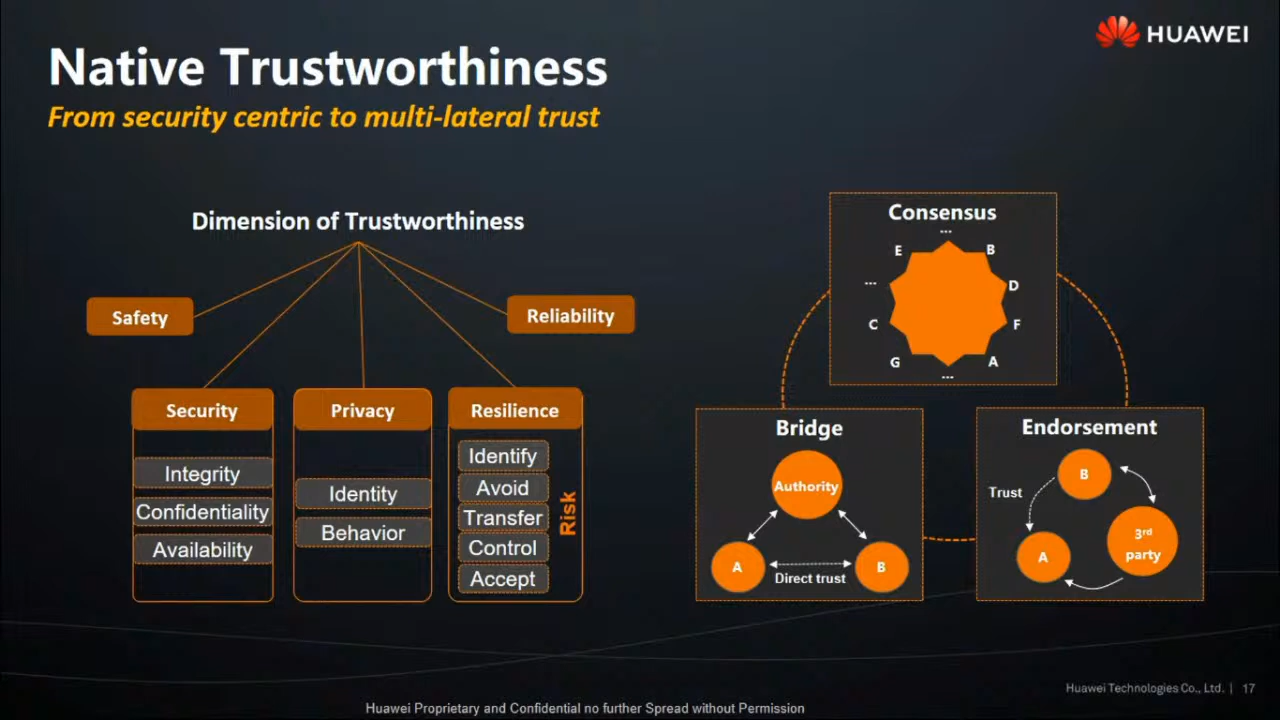 HUAWEI
Native Trustworthiness
From security centric to multi-lateral trust
Dimension of Trustworthiness
Safety
Reliability
Security
Integrity
Confidentiality
Availability
Privacy
Identity
Behavior
Resilience
Identify
Avoid
Transfer
Control
Accept
Risk
Consensus
...
E
B
...
D
C
F
G
A
...
Bridge
Authority
A
B
Direct trust
Endorsement
B
Trust
3rd
party
A
Huawei Technologies Co., Ltd. | 17
Huawei Proprietary and Confidential no further Spread without Permission